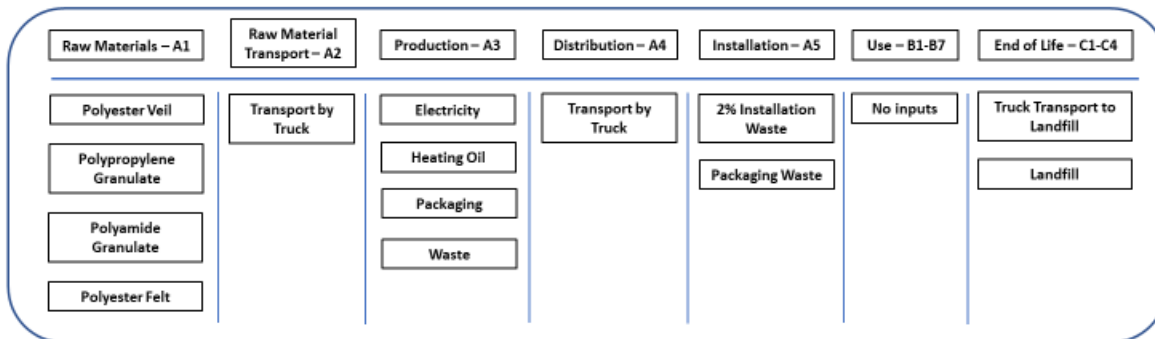 Raw Materials – A1
Raw Material
Transport – A2
Production – A3
Distribution – A4
Installation – A5
Use – B1-B7
End of Life – C1-C4
Polyester Veil
Polypropylene
Granulate
Polyamide
Granulate
Polyester Felt
Transport by
Truck
Electricity
Heating Oil
Packaging
Waste
Transport by
Truck
2% Installation
Waste
Packaging Waste
No inputs
Truck Transport to
Landfill
Landfill